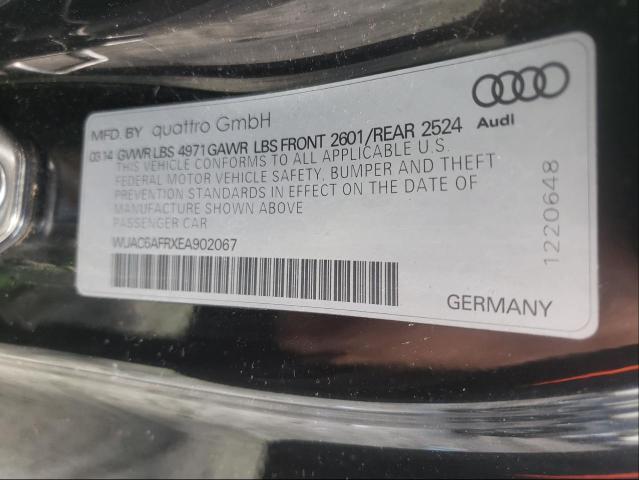 MFD. BY quattro GmbH
Audi
03 14 GVWR LBS 4971 GAWR LBS FRONT 2601/REAR 2524
THIS VEHICLE CONFORMS TO ALL APPLICABLE U.S.
FEDERAL MOTOR VEHICLE SAFETY, BUMPER AND THEFT
PREVENTION STANDARDS IN EFFECT ON THE DATE OF
MANUFACTURE SHOWN ABOVE
PASSENGER CAR
WUAC6AFRXEA902067
1220648
GERMANY